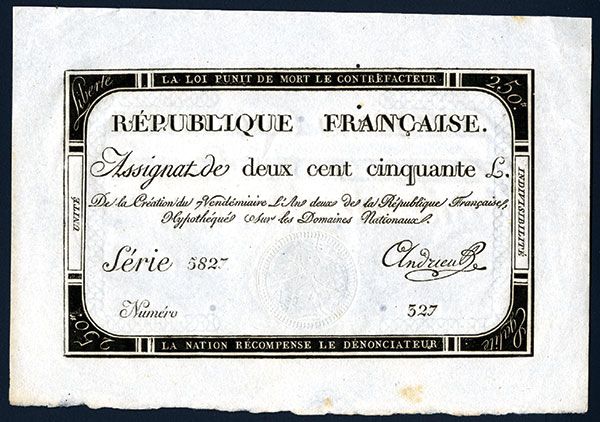 Liberté
LA LOI PUNIT DE MORT LE CONTREFACTEUR
250.
RÉPUBLIQUE FRANÇAISE.
Assignat de deux cent cinquante L.
De la Création du 7 Vendémiaire L'An deux de la République Française,
Hypothéqué sur les Domaines Nationaux.
UNITÉ
INDIVISIBILITÉ
Série 5827
Numéro 327
250.
LA NATION RÉCOMPENSE LE DÉNONCIATEUR
Egalité